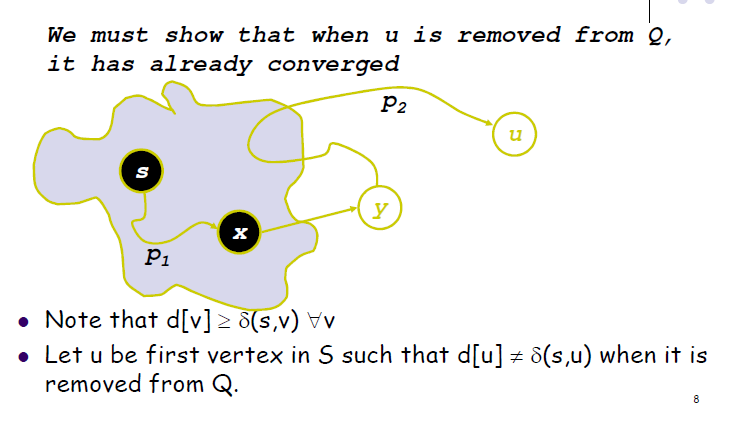 We must show that when u is removed from Q,
it has already converged
p2
u
s
y
x
p1
• Note that d[v] ≥ δ(s,v) ∀v
• Let u be first vertex in S such that d[u] ≠ δ(s,u) when it is
removed from Q.
8